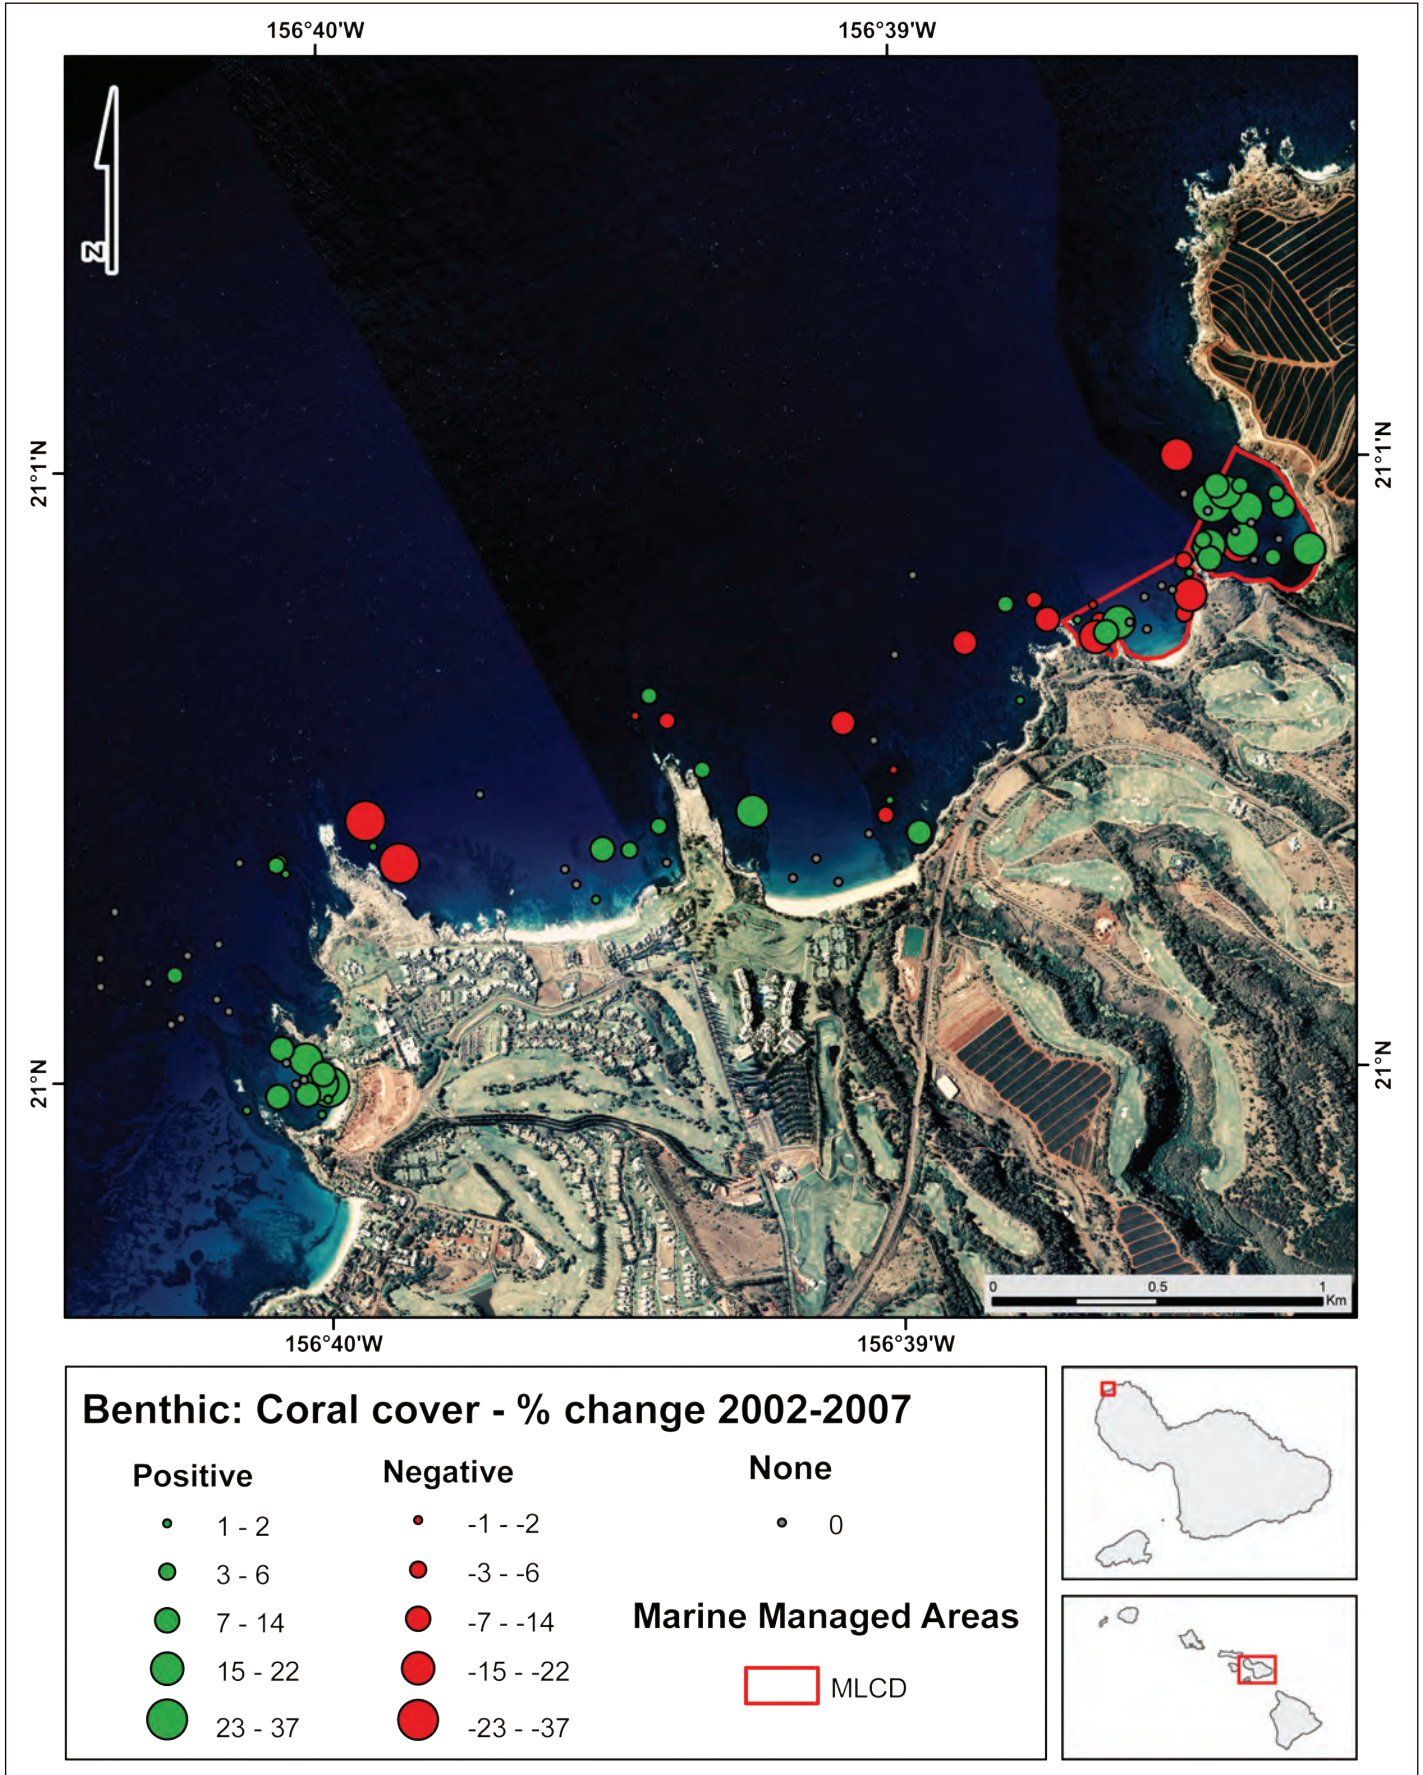 156°40'W
156°39'W
N
21°1'N
21°1'N
21°N
21°N
0 0.5 1
Km
156°40'W
156°39'W
Benthic: Coral cover - % change 2002-2007
Positive
1 - 2
3 - 6
7 - 14
15 - 22
23 - 37
Negative
-1 - -2
-3 - -6
-7 - -14
-15 - -22
-23 - -37
None
0
Marine Managed Areas
MLCD